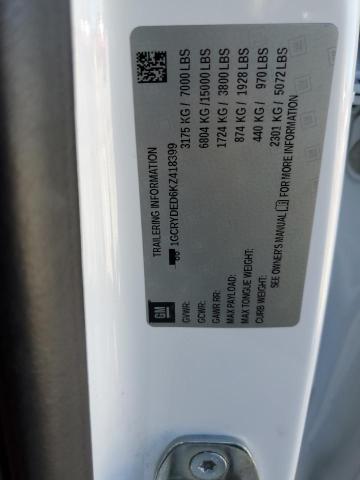 GM
TRAILERING INFORMATION
1GCRYDED6KZ418399
GVWR: 3175 KG / 7000 LBS
GCWR: 6804 KG /15000 LBS
GAWR RR: 1724 KG / 3800 LBS
MAX PAYLOAD: 874 KG / 1928 LBS
MAX TONGUE WEIGHT: 440 KG / 970 LBS
CURB WEIGHT: 2301 KG / 5072 LBS
SEE OWNER'S MANUAL FOR MORE INFORMATION